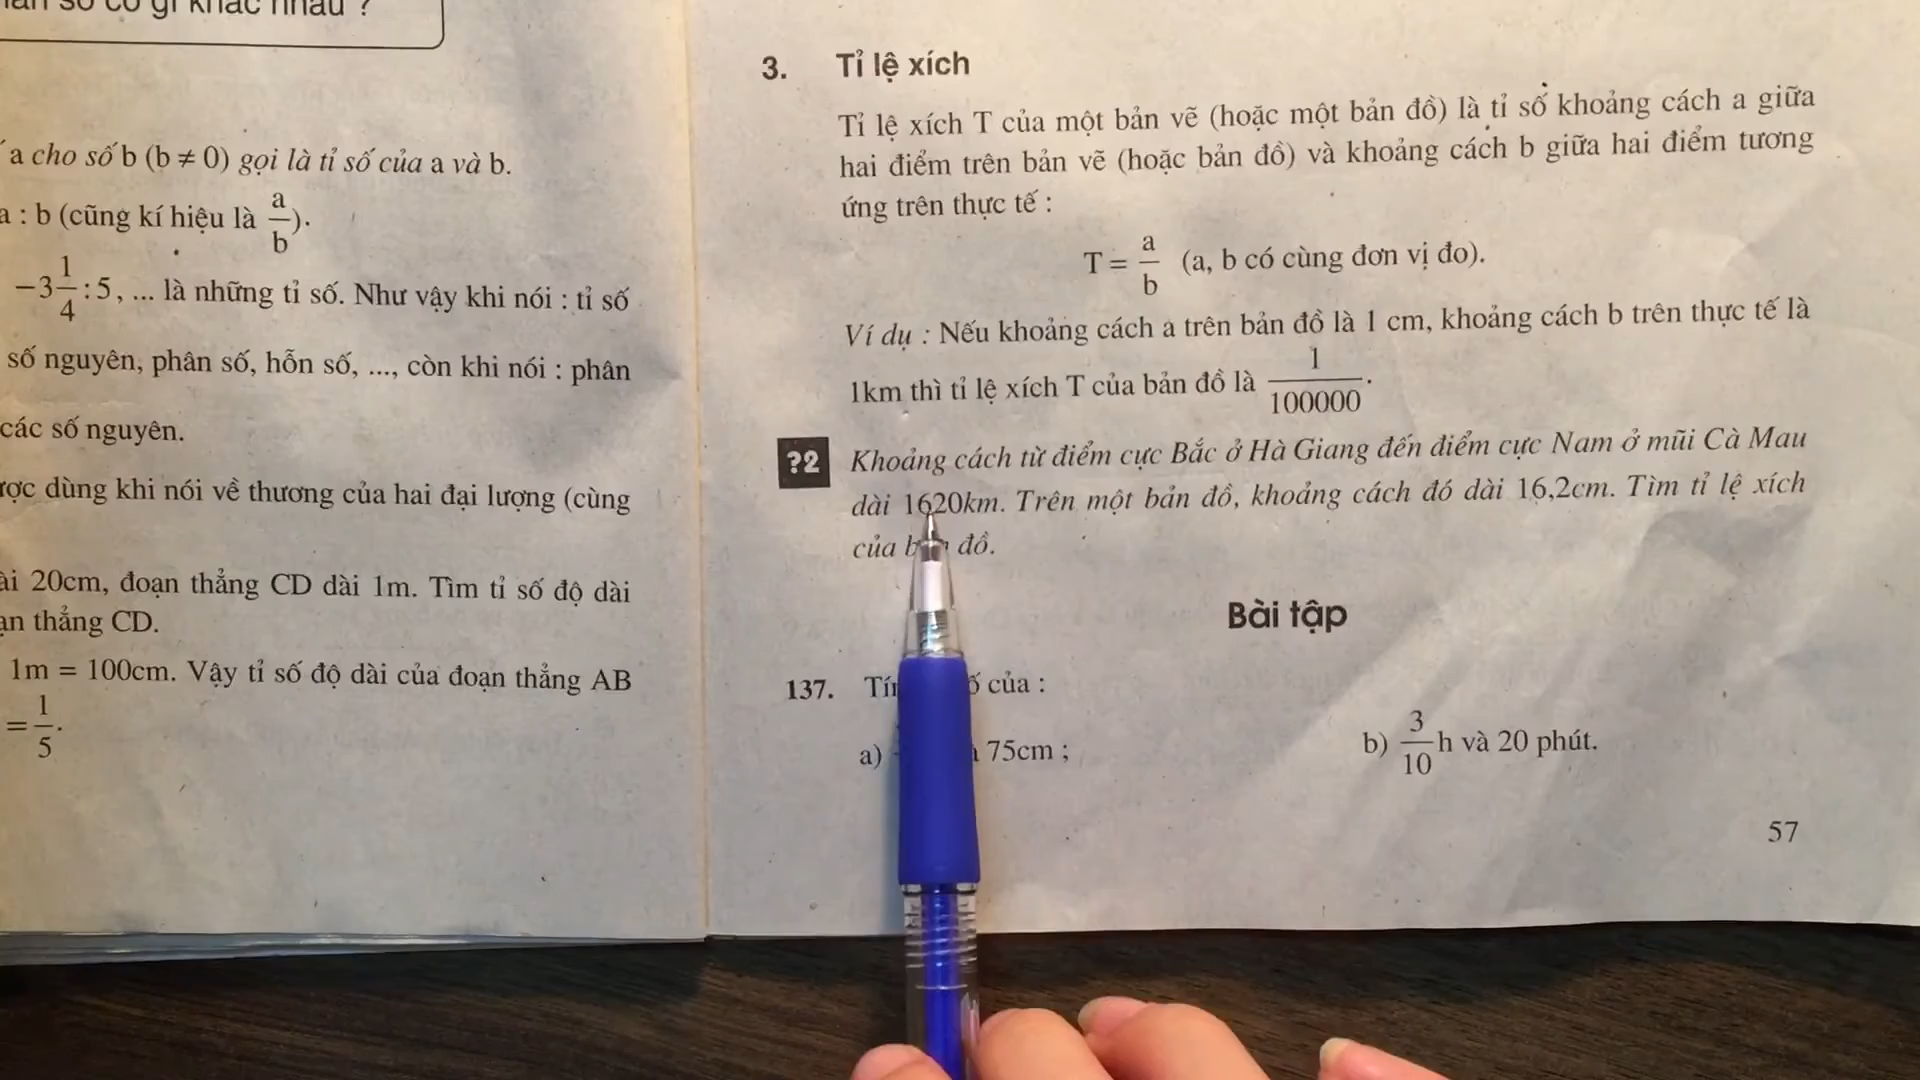 số có gì khác nhau ?
a cho số b (b ≠ 0) gọi là tỉ số của a và b.
a : b (cũng kí hiệu là a/b).
−3 1/4 : 5 , ... là những tỉ số. Như vậy khi nói : tỉ số
số nguyên, phân số, hỗn số, ..., còn khi nói : phân
các số nguyên.
dùng khi nói về thương của hai đại lượng (cùng
20cm, đoạn thẳng CD dài 1m. Tìm tỉ số độ dài
thẳng CD.
1m = 100cm. Vậy tỉ số độ dài của đoạn thẳng AB
= 1/5.
3. Tỉ lệ xích
Tỉ lệ xích T của một bản vẽ (hoặc một bản đồ) là tỉ số khoảng cách a giữa
hai điểm trên bản vẽ (hoặc bản đồ) và khoảng cách b giữa hai điểm tương
ứng trên thực tế :
T = a/b (a, b có cùng đơn vị đo).
Ví dụ : Nếu khoảng cách a trên bản đồ là 1 cm, khoảng cách b trên thực tế là
1km thì tỉ lệ xích T của bản đồ là 1/100000.
?2 Khoảng cách từ điểm cực Bắc ở Hà Giang đến điểm cực Nam ở mũi Cà Mau
dài 1620km. Trên một bản đồ, khoảng cách đó dài 16,2cm. Tìm tỉ lệ xích
của đồ.
Bài tập
137. của :
a) 75cm ; b) 3/10 h và 20 phút.
57